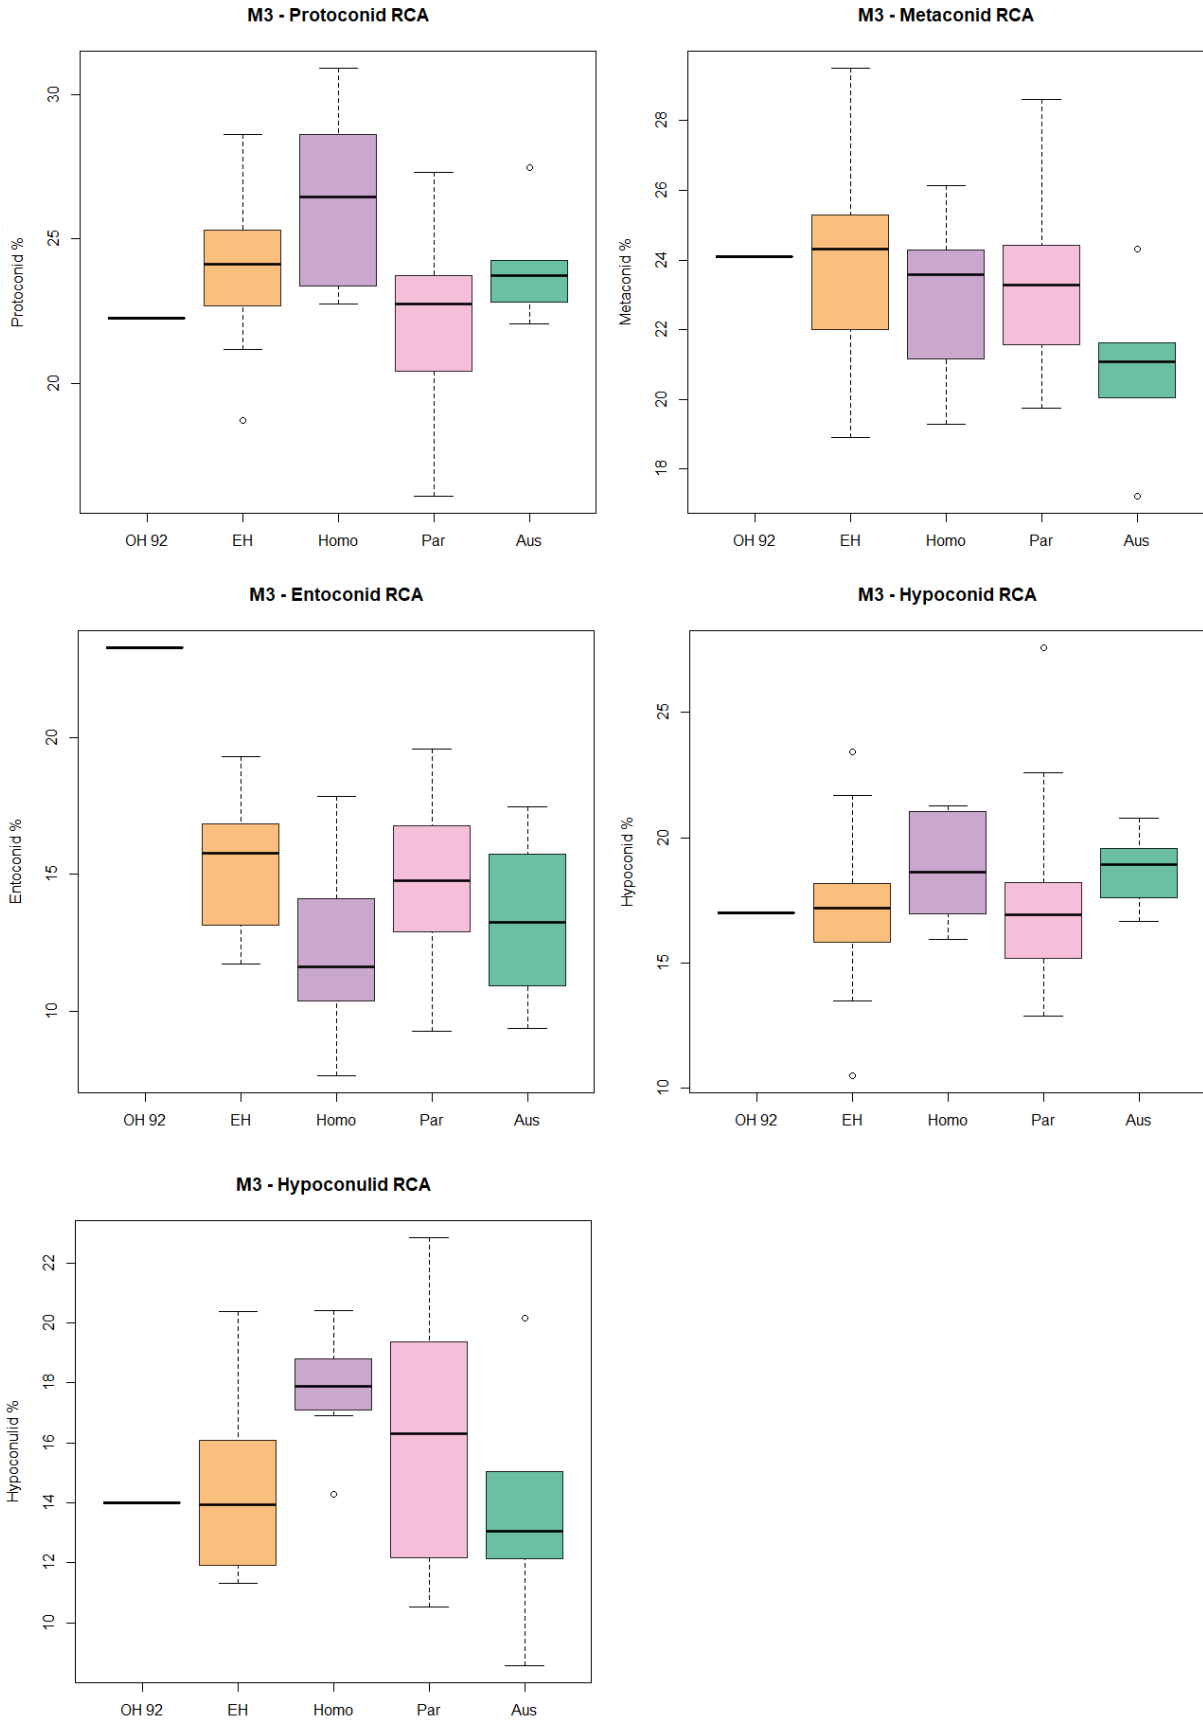 M3 - Protoconid RCA
Protoconid %
30
25
20
OH 92 EH Homo Par Aus
M3 - Metaconid RCA
Metaconid %
28
26
24
22
20
18
OH 92 EH Homo Par Aus
M3 - Entoconid RCA
Entoconid %
20
15
10
OH 92 EH Homo Par Aus
M3 - Hypoconid RCA
Hypoconid %
25
20
15
10
OH 92 EH Homo Par Aus
M3 - Hypoconulid RCA
Hypoconulid %
22
20
18
16
14
12
10
OH 92 EH Homo Par Aus